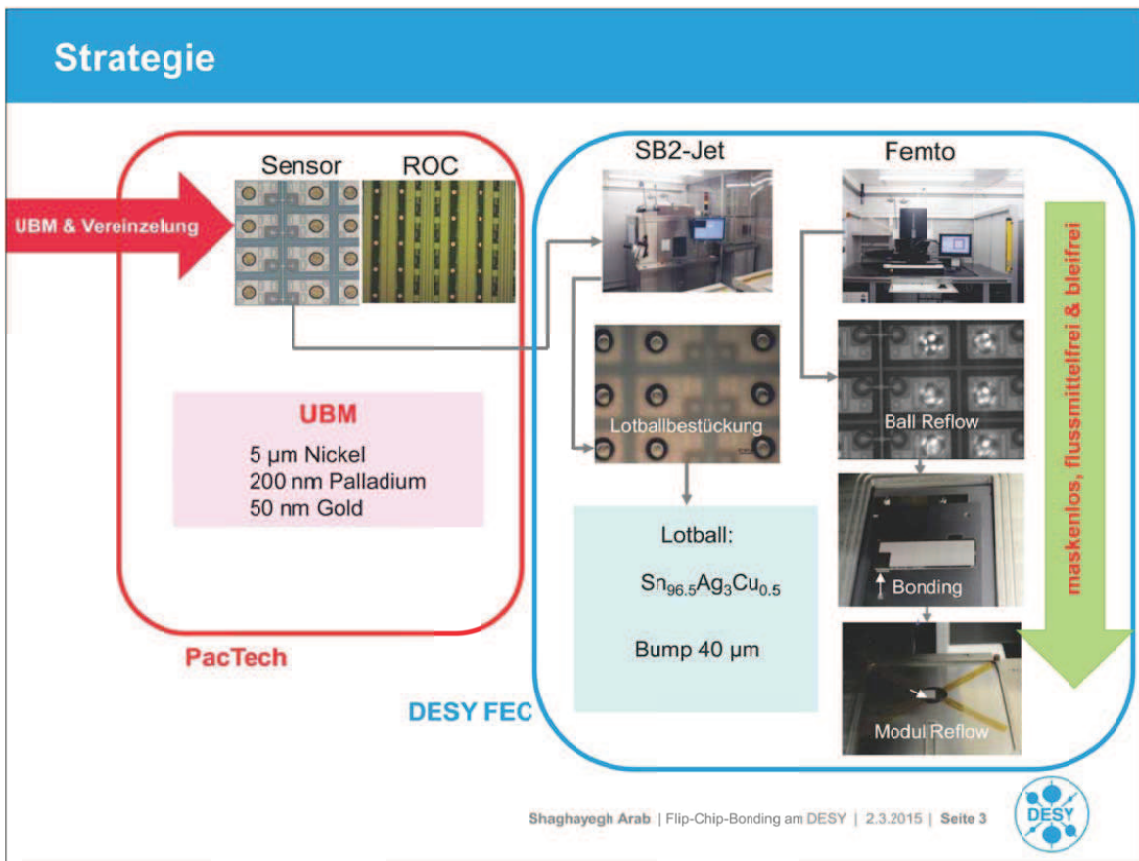 Strategie
UBM & Vereinzelung
Sensor
ROC
UBM
5 µm Nickel
200 nm Palladium
50 nm Gold
PacTech
SB2-Jet
Femto
Lotballbestückung
Lotball:
Sn96.5Ag3Cu0.5
Bump 40 µm
Ball Reflow
Bonding
Modul Reflow
maskenlos, flussmittelfrei & bleifrei
DESY FEC
Shaghayegh Arab | Flip-Chip-Bonding am DESY | 2.3.2015 | Seite 3
DESY